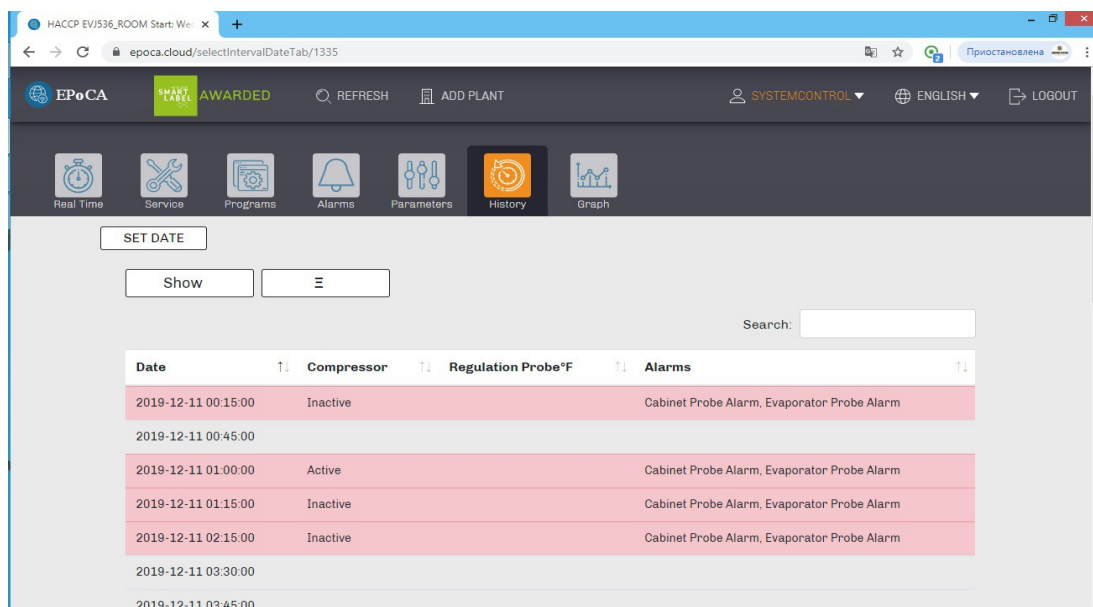 HACCP EVJ536_ROOM Start: Wed
epoca.cloud/selectIntervalDateTab/1335
2
Приостановлена
EPoCA
SMART LABEL AWARDED
REFRESH
ADD PLANT
SYSTEMCONTROL
ENGLISH
LOGOUT
Real Time
Service
Programs
Alarms
Parameters
History
Graph
SET DATE
Show
Ξ
Search:
Date Compressor Regulation Probe°F Alarms
2019-12-11 00:15:00 Inactive Cabinet Probe Alarm, Evaporator Probe Alarm
2019-12-11 00:45:00
2019-12-11 01:00:00 Active Cabinet Probe Alarm, Evaporator Probe Alarm
2019-12-11 01:15:00 Inactive Cabinet Probe Alarm, Evaporator Probe Alarm
2019-12-11 02:15:00 Inactive Cabinet Probe Alarm, Evaporator Probe Alarm
2019-12-11 03:30:00
2019-12-11 03:45:00